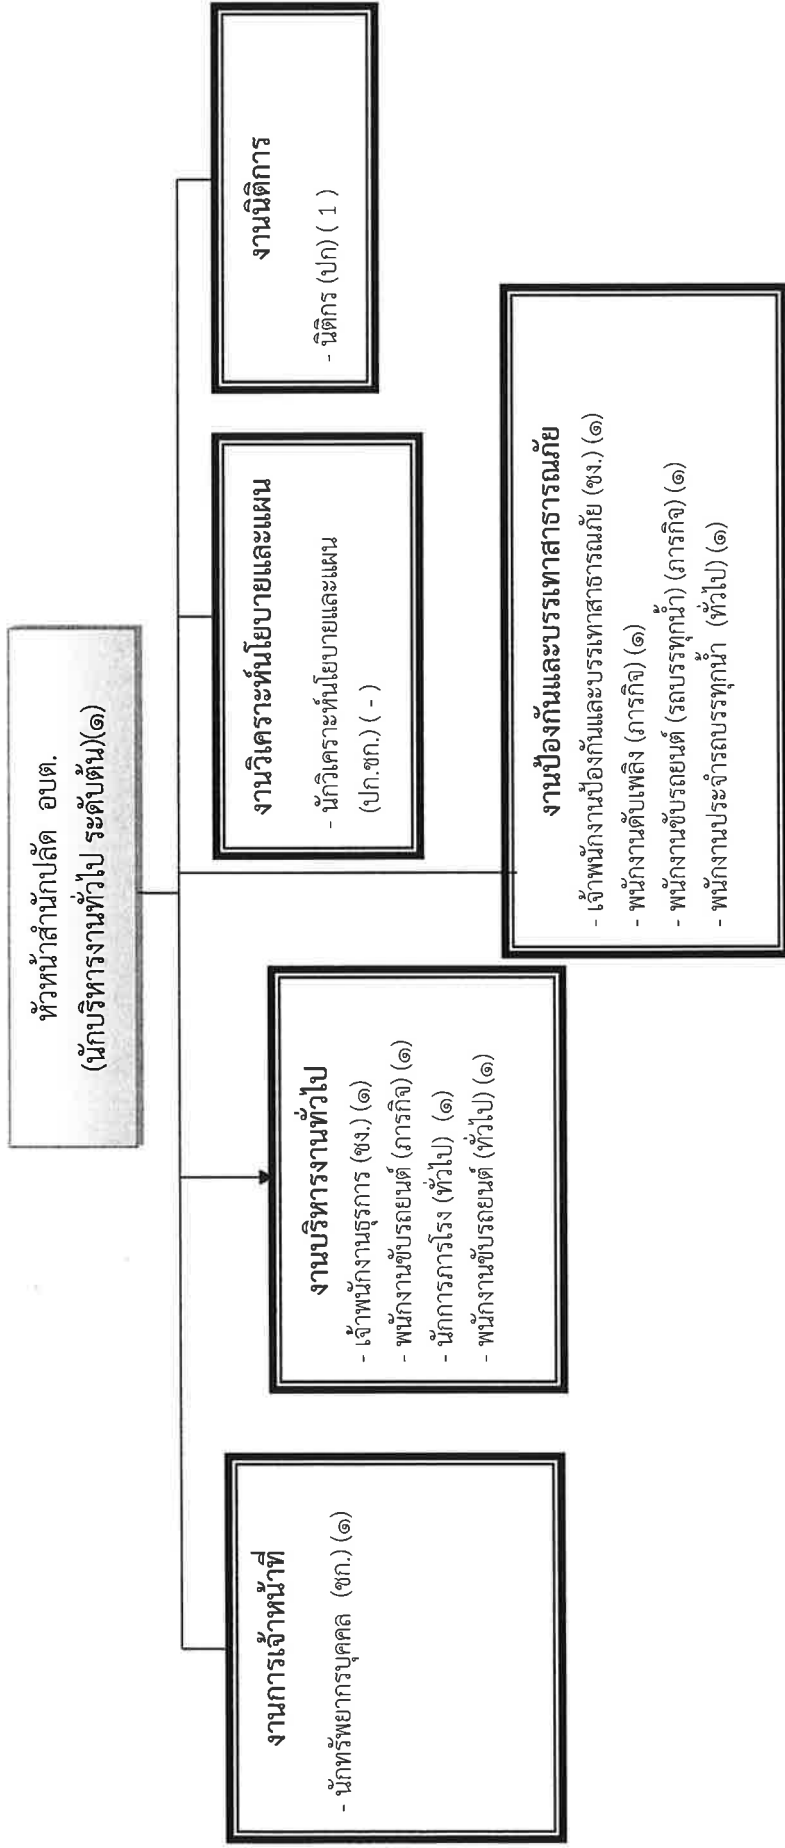 หัวหน้าสำนักปลัด อบต.
(นักบริหารงานทั่วไป ระดับต้น)(๑)
งานการเจ้าหน้าที่
- นักทรัพยากรบุคคล (ชก.) (๑)
งานบริหารงานทั่วไป
- เจ้าพนักงานธุรการ (ชง.) (๑)
- พนักงานขับรถยนต์ (ภารกิจ) (๑)
- นักการภารโรง (ทั่วไป) (๑)
- พนักงานขับรถยนต์ (ทั่วไป) (๑)
งานวิเคราะห์นโยบายและแผน
- นักวิเคราะห์นโยบายและแผน
(ปก.ชก.) ( - )
งานนิติการ
- นิติกร (ปก) ( 1 )
งานป้องกันและบรรเทาสาธารณภัย
- เจ้าพนักงานป้องกันและบรรเทาสาธารณภัย (ชง.) (๑)
- พนักงานดับเพลิง (ภารกิจ) (๑)
- พนักงานขับรถยนต์ (รถบรรทุกน้ำ) (ภารกิจ) (๑)
- พนักงานประจำรถบรรทุกน้ำ (ทั่วไป) (๑)